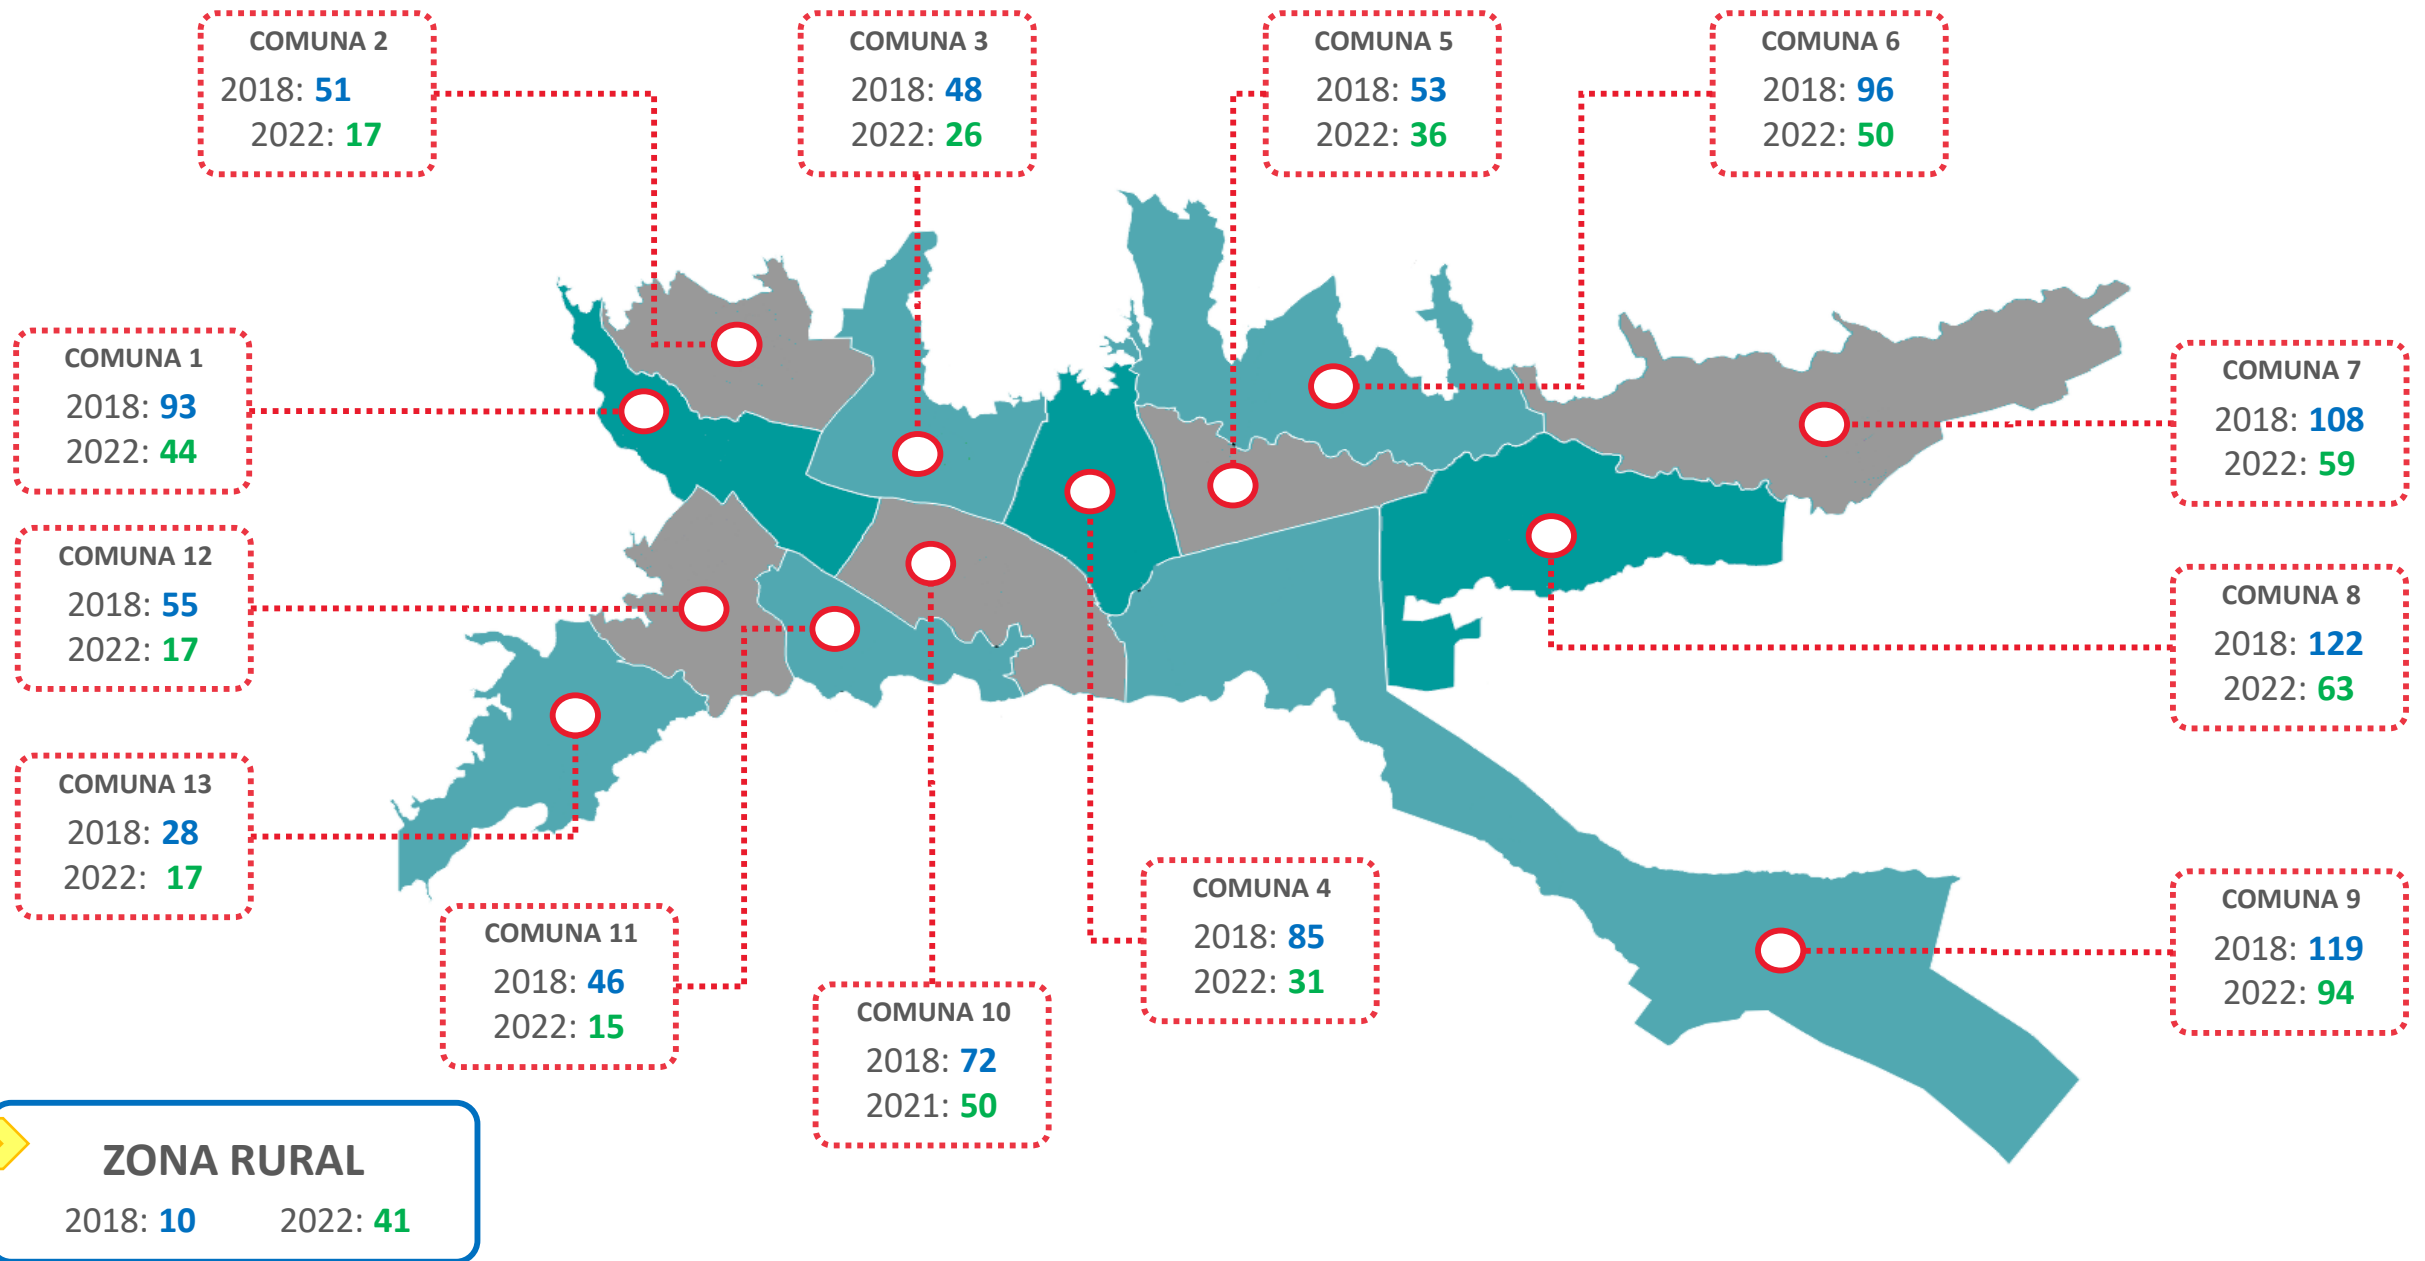 COMUNA 2
2018: 51
2022: 17
COMUNA 3
2018: 48
2022: 26
COMUNA 5
2018: 53
2022: 36
COMUNA 6
2018: 96
2022: 50
COMUNA 1
2018: 93
2022: 44
COMUNA 7
2018: 108
2022: 59
COMUNA 12
2018: 55
2022: 17
COMUNA 8
2018: 122
2022: 63
COMUNA 13
2018: 28
2022: 17
COMUNA 4
2018: 85
2022: 31
COMUNA 9
2018: 119
2022: 94
COMUNA 11
2018: 46
2022: 15
COMUNA 10
2018: 72
2021: 50
ZONA RURAL
2018: 10 2022: 41